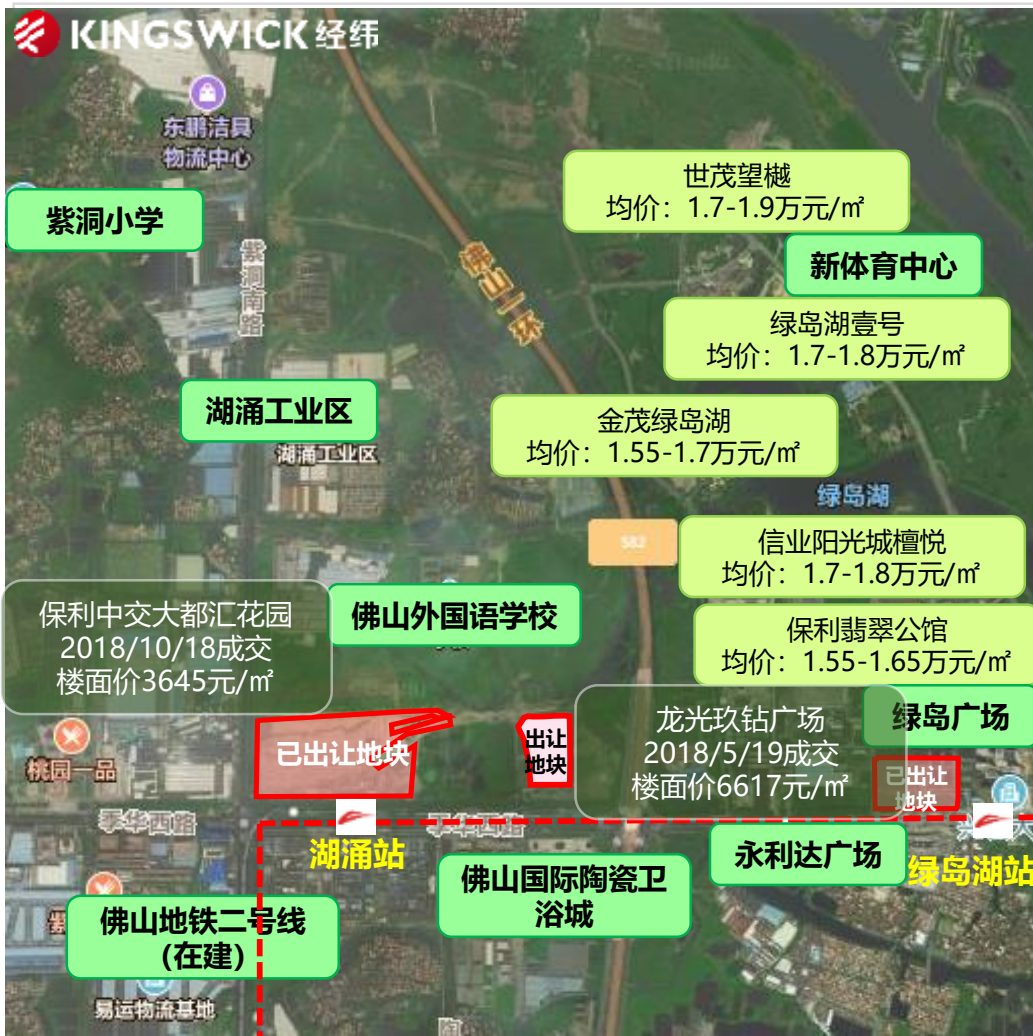 KINGSWICK 经纬
东鹏洁具
物流中心
紫洞小学
世茂望樾
均价：1.7-1.9万元/㎡
新体育中心
紫洞南路
佛山一环
绿岛湖壹号
均价：1.7-1.8万元/㎡
湖涌工业区
金茂绿岛湖
均价：1.55-1.7万元/㎡
湖涌工业区
绿岛湖
S82
信业阳光城檀悦
均价：1.7-1.8万元/㎡
保利中交大都汇花园
2018/10/18成交
楼面价3645元/㎡
佛山外国语学校
保利翡翠公馆
均价：1.55-1.65万元/㎡
龙光玖钻广场
2018/5/19成交
楼面价6617元/㎡
绿岛广场
已出让地块
出让
地块
已出让
地块
桃园一品
季华西路
季华西路
湖涌站
永利达广场
绿岛湖站
佛山国际陶瓷卫
浴城
佛山地铁二号线
（在建）
易运物流基地